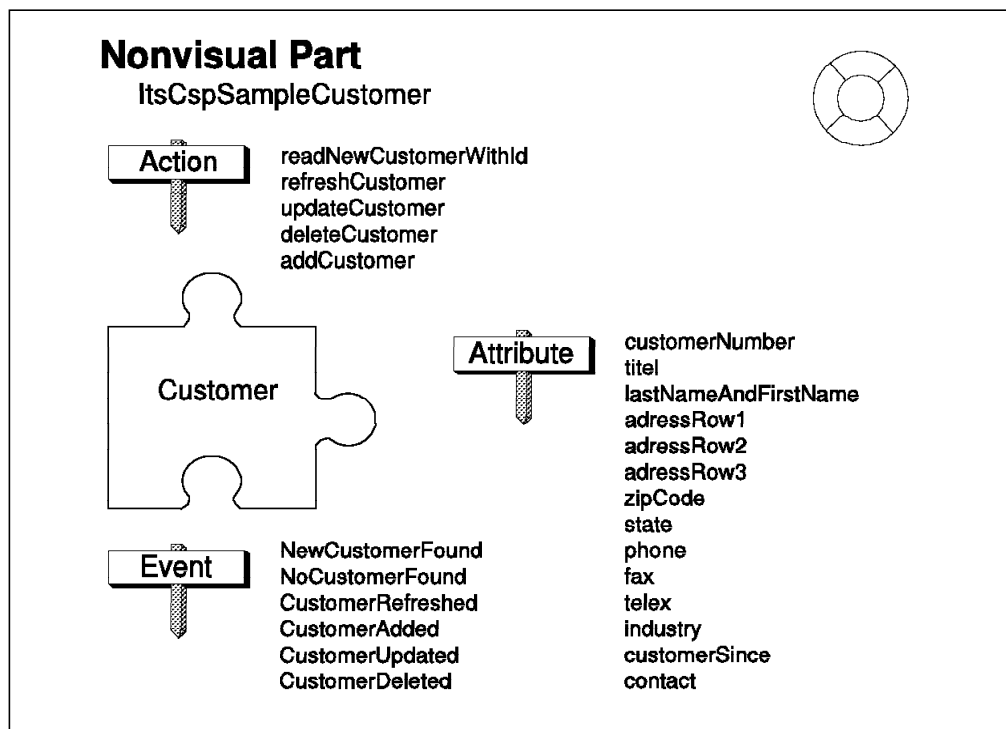 Nonvisual Part
ItsCspSampleCustomer
Action
readNewCustomerWithId
refreshCustomer
updateCustomer
deleteCustomer
addCustomer
Customer
Attribute
customerNumber
titel
lastNameAndFirstName
adressRow1
adressRow2
adressRow3
zipCode
state
phone
fax
telex
industry
customerSince
contact
Event
NewCustomerFound
NoCustomerFound
CustomerRefreshed
CustomerAdded
CustomerUpdated
CustomerDeleted